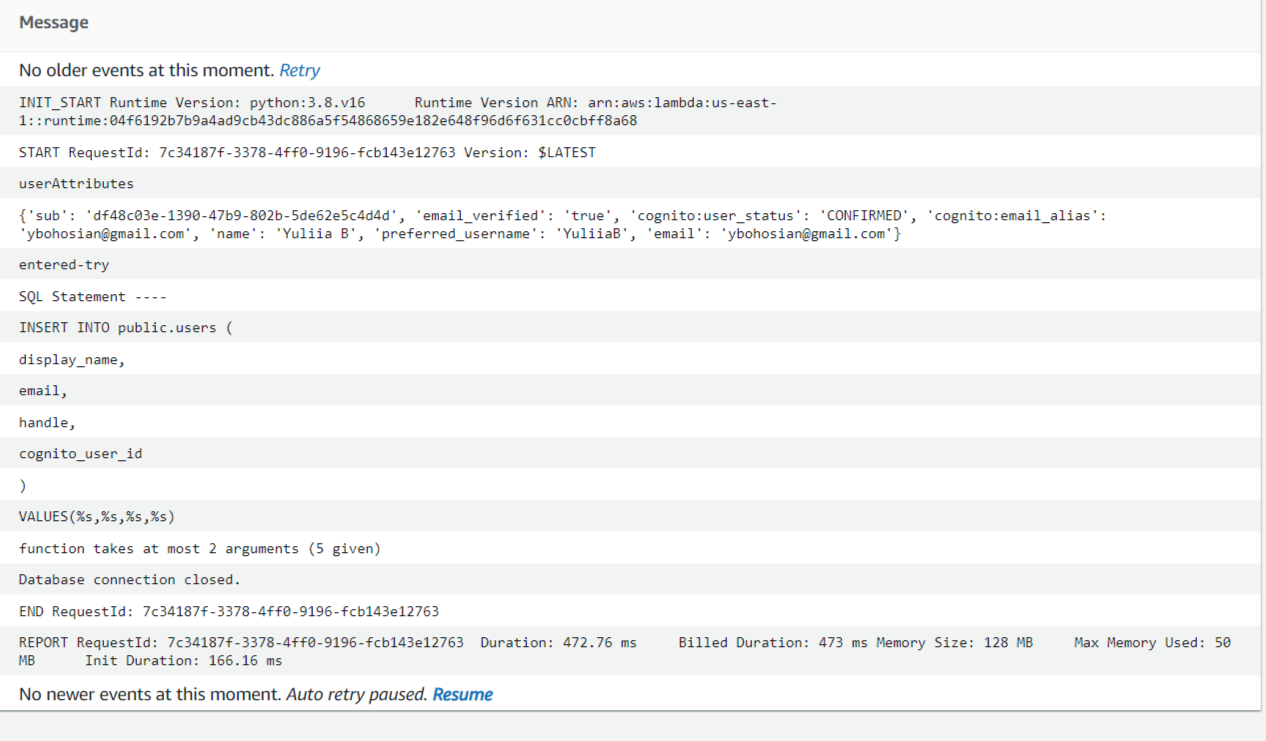 Message
No older events at this moment. Retry
INIT_START Runtime Version: python:3.8.v16 Runtime Version ARN: arn:aws:lambda:us-east-
1::runtime:04f6192b7b9a4ad9cb43dc886a5f54868659e182e648f96d6f631cc0cbff8a68
START RequestId: 7c34187f-3378-4ff0-9196-fcb143e12763 Version: $LATEST
userAttributes
{'sub': 'df48c03e-1390-47b9-802b-5de62e5c4d4d', 'email_verified': 'true', 'cognito:user_status': 'CONFIRMED', 'cognito:email_alias':
'ybohosian@gmail.com', 'name': 'Yuliia B', 'preferred_username': 'YuliiaB', 'email': 'ybohosian@gmail.com'}
entered-try
SQL Statement ----
INSERT INTO public.users (
display_name,
email,
handle,
cognito_user_id
)
VALUES(%s,%s,%s,%s)
function takes at most 2 arguments (5 given)
Database connection closed.
END RequestId: 7c34187f-3378-4ff0-9196-fcb143e12763
REPORT RequestId: 7c34187f-3378-4ff0-9196-fcb143e12763 Duration: 472.76 ms Billed Duration: 473 ms Memory Size: 128 MB Max Memory Used: 50
MB Init Duration: 166.16 ms
No newer events at this moment. Auto retry paused. Resume